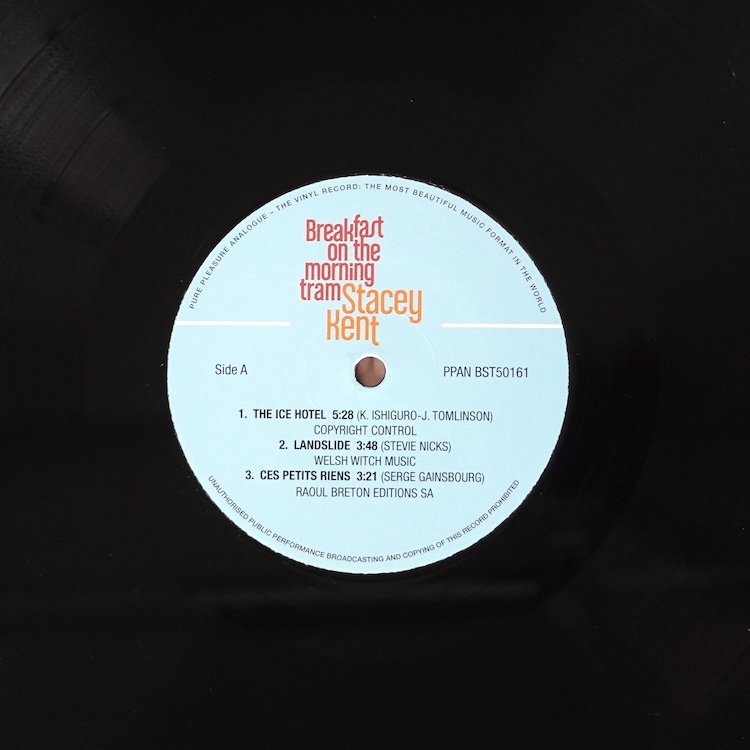 PURE PLEASURE ANALOGUE – THE VINYL RECORD: THE MOST BEAUTIFUL MUSIC FORMAT IN THE WORLD
Breakfast
on the
morning
tram Stacey
Kent
Side A
PPAN BST50161
1. THE ICE HOTEL 5:28 (K. ISHIGURO-J. TOMLINSON)
COPYRIGHT CONTROL
2. LANDSLIDE 3:48 (STEVIE NICKS)
WELSH WITCH MUSIC
3. CES PETITS RIENS 3:21 (SERGE GAINSBOURG)
RAOUL BRETON EDITIONS SA
UNAUTHORISED PUBLIC PERFORMANCE BROADCASTING AND COPYING OF THIS RECORD PROHIBITED